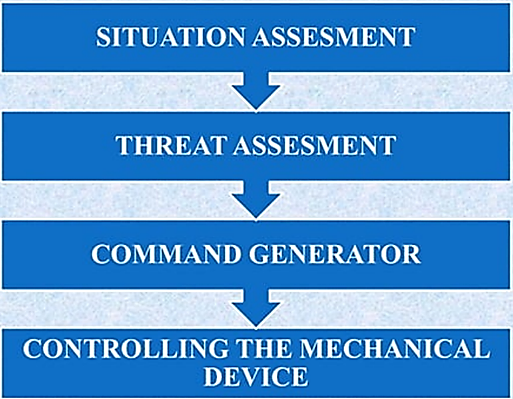 SITUATION ASSESMENT
THREAT ASSESMENT
COMMAND GENERATOR
CONTROLLING THE MECHANICAL
DEVICE